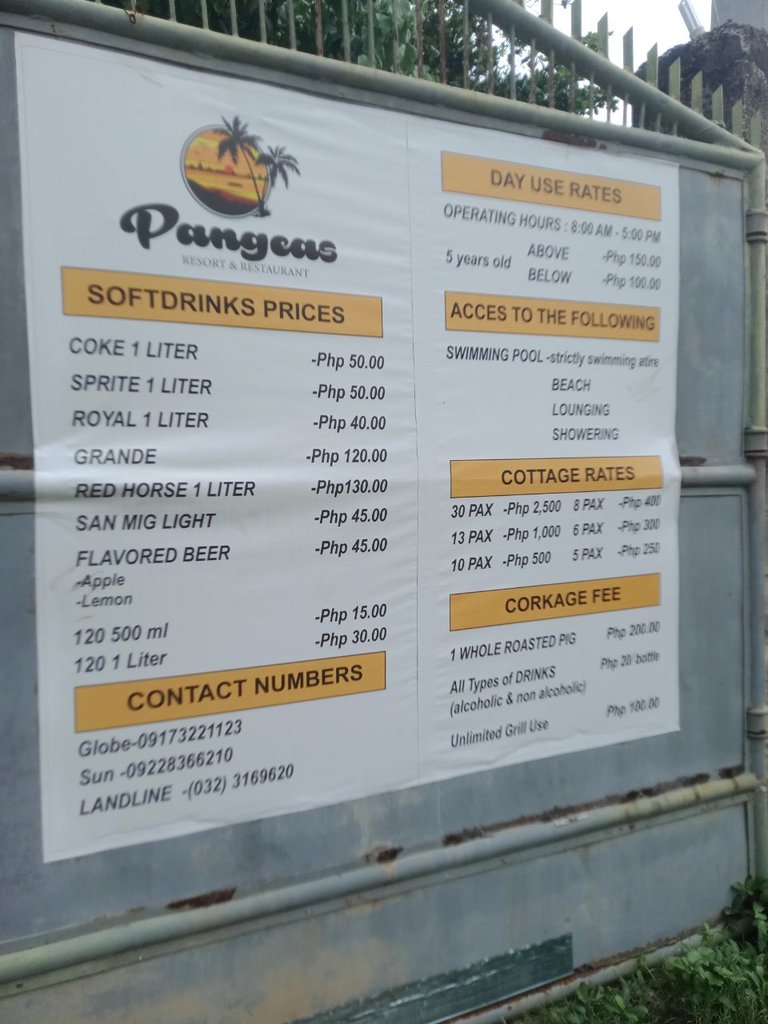 Pangeas
RESORT & RESTAURANT
SOFTDRINKS PRICES
COKE 1 LITER -Php 50.00
SPRITE 1 LITER -Php 50.00
ROYAL 1 LITER -Php 40.00
GRANDE -Php 120.00
RED HORSE 1 LITER -Php130.00
SAN MIG LIGHT -Php 45.00
FLAVORED BEER -Php 45.00
-Apple
-Lemon
120 500 ml -Php 15.00
120 1 Liter -Php 30.00
CONTACT NUMBERS
Globe-09173221123
Sun -09228366210
LANDLINE -(032) 3169620
DAY USE RATES
OPERATING HOURS : 8:00 AM - 5:00 PM
5 years old
ABOVE -Php 150.00
BELOW -Php 100.00
ACCES TO THE FOLLOWING
SWIMMING POOL -strictly swimming atire
BEACH
LOUNGING
SHOWERING
COTTAGE RATES
30 PAX -Php 2,500 8 PAX -Php 400
13 PAX -Php 1,000 6 PAX -Php 300
10 PAX -Php 500 5 PAX -Php 250
CORKAGE FEE
1 WHOLE ROASTED PIG Php 200.00
All Types of DRINKS Php 20/ bottle
(alcoholic & non alcoholic)
Unlimited Grill Use Php 100.00